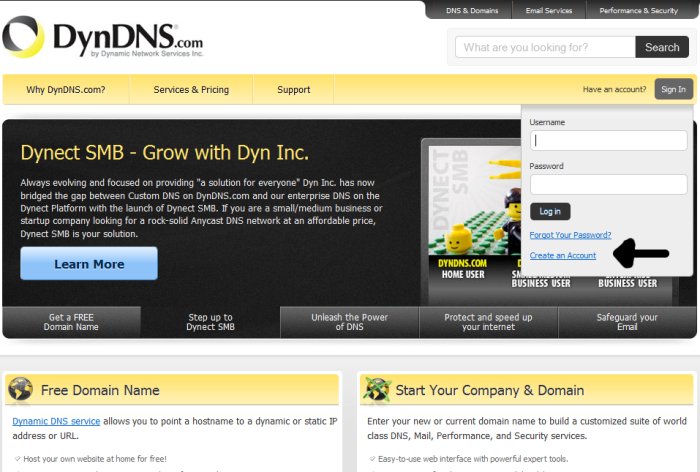 DNS & Domains
Email Services
Performance & Security
DynDNS.com
by Dynamic Network Services Inc.
What are you looking for?
Search
Why DynDNS.com?
Services & Pricing
Support
Have an account?
Sign In
Username
Password
Log in
Forgot Your Password?
Create an Account
Dynect SMB - Grow with Dyn Inc.
Always evolving and focused on providing "a solution for everyone" Dyn Inc. has now
bridged the gap between Custom DNS on DynDNS.com and our enterprise DNS on the
Dynect Platform with the launch of Dynect SMB. If you are a small/medium business or
startup company looking for a rock-solid Anycast DNS network at an affordable price,
Dynect SMB is your solution.
Learn More
DYNECT
SMB
DYNDNS.COM
HOME USER
BUSINESS USER
BUSINESS USER
Get a FREE
Domain Name
Step up to
Dynect SMB
Unleash the Power
of DNS
Protect and speed up
your internet
Safeguard your
Email
Free Domain Name
Dynamic DNS service allows you to point a hostname to a dynamic or static IP
address or URL.
Host your own website at home for free!
Start Your Company & Domain
Enter your new or current domain name to build a customized suite of world
class DNS, Mail, Performance, and Security services.
Easy-to-use web interface with powerful expert tools.